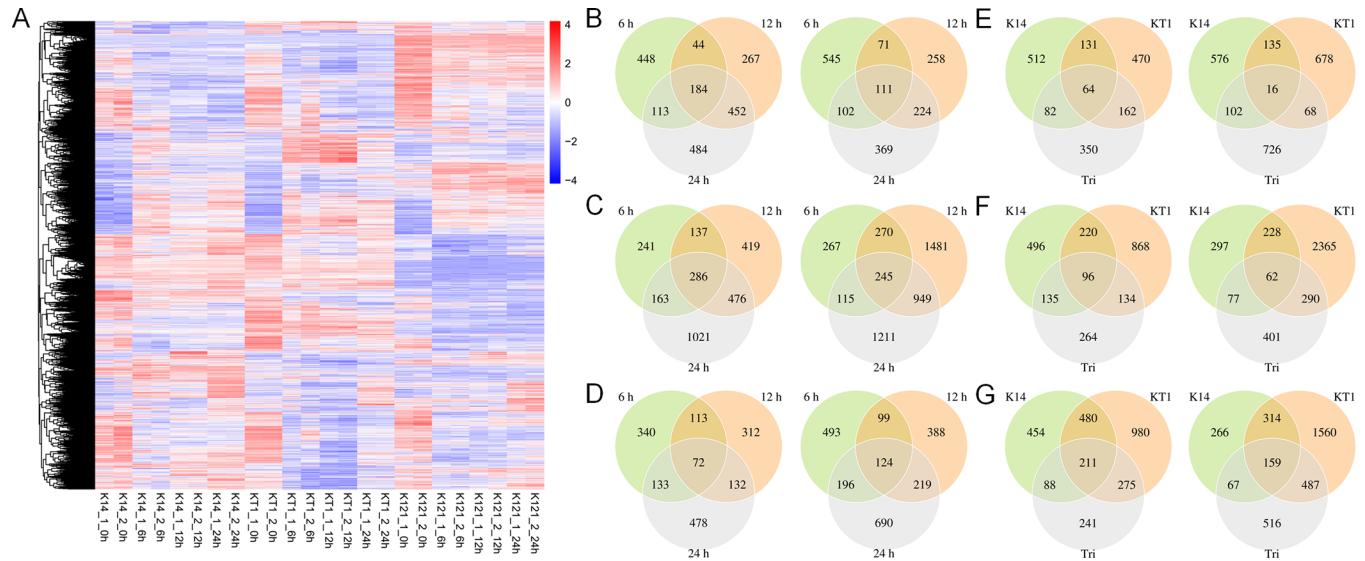 A
4
2
0
−2
−4
K14_1_0h
K14_2_0h
K14_1_6h
K14_2_6h
K14_1_12h
K14_2_12h
K14_1_24h
K14_2_24h
KT1_1_0h
KT1_2_0h
KT1_1_6h
KT1_2_6h
KT1_1_12h
KT1_2_12h
KT1_1_24h
KT1_2_24h
K121_1_0h
K121_2_0h
K121_1_6h
K121_2_6h
K121_1_12h
K121_2_12h
K121_1_24h
K121_2_24h
B
6 h
12 h
44
448
267
184
113
452
484
24 h
6 h
12 h
71
545
258
111
102
224
369
24 h
C
6 h
12 h
137
241
419
286
163
476
1021
24 h
6 h
12 h
270
267
1481
245
115
949
1211
24 h
D
6 h
12 h
113
340
312
72
133
132
478
24 h
6 h
12 h
99
493
388
124
196
219
690
24 h
E
K14
KT1
131
512
470
64
82
162
350
Tri
K14
KT1
135
576
678
16
102
68
726
Tri
F
K14
KT1
220
496
868
96
135
134
264
Tri
K14
KT1
228
297
2365
62
77
290
401
Tri
G
K14
KT1
480
454
980
211
88
275
241
Tri
K14
KT1
314
266
1560
159
67
487
516
Tri